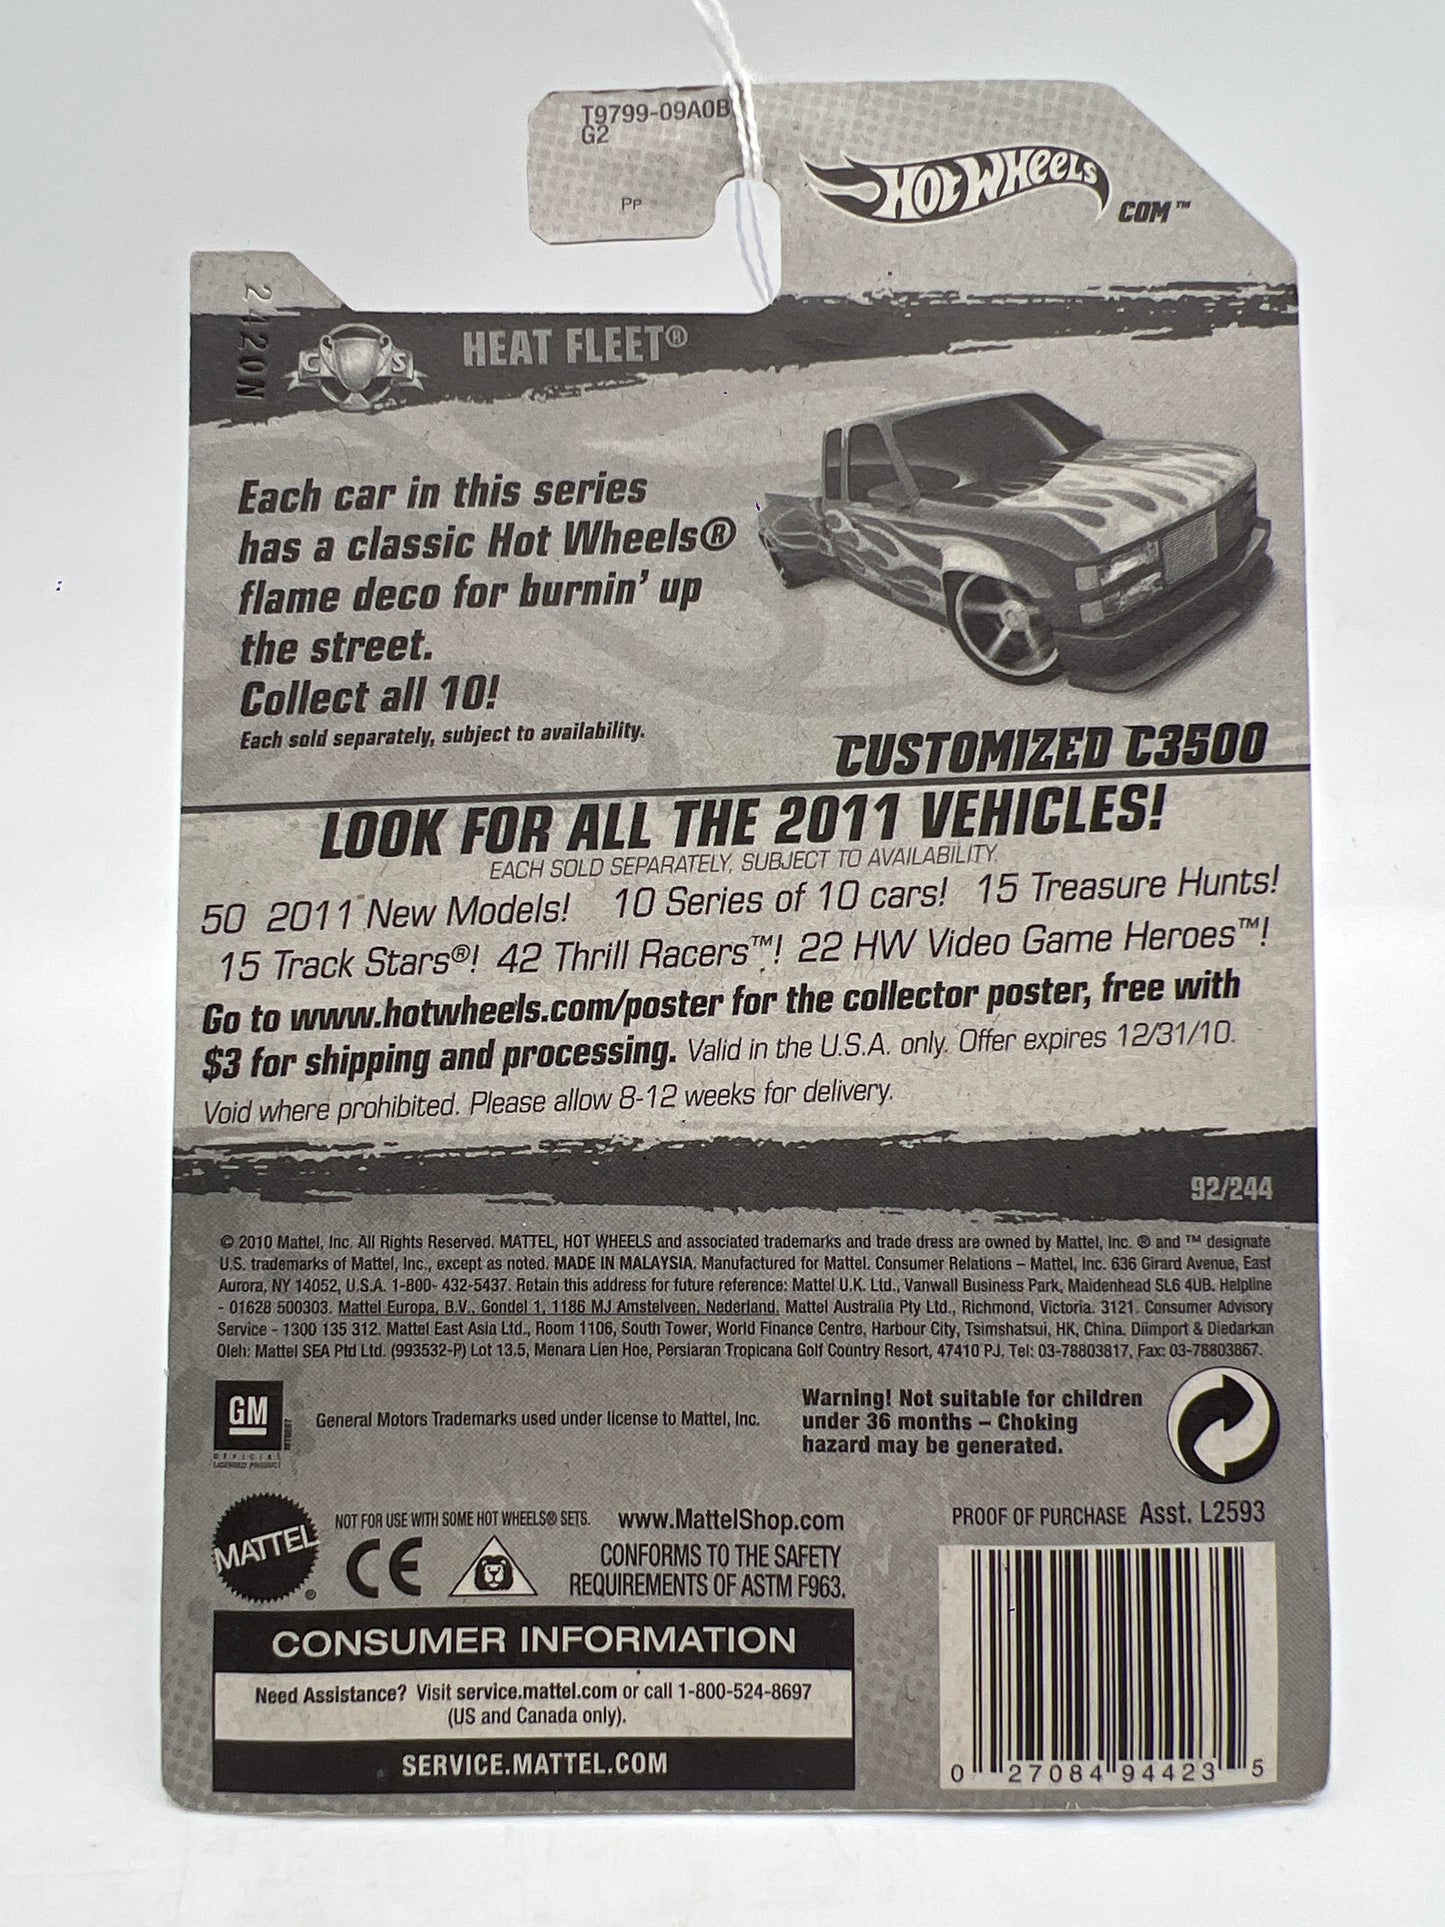 T9799-09A0B
G2
PP
HOT WHEELS
.COM™
2420N
C S
HEAT FLEET®
Each car in this series
has a classic Hot Wheels®
flame deco for burnin' up
the street.
Collect all 10!
Each sold separately, subject to availability.
CUSTOMIZED C3500
LOOK FOR ALL THE 2011 VEHICLES!
EACH SOLD SEPARATELY, SUBJECT TO AVAILABILITY.
50 2011 New Models! 10 Series of 10 cars! 15 Treasure Hunts!
15 Track Stars®! 42 Thrill Racers™! 22 HW Video Game Heroes™!
Go to www.hotwheels.com/poster for the collector poster, free with
$3 for shipping and processing. Valid in the U.S.A. only. Offer expires 12/31/10.
Void where prohibited. Please allow 8-12 weeks for delivery.
92/244
© 2010 Mattel, Inc. All Rights Reserved. MATTEL, HOT WHEELS and associated trademarks and trade dress are owned by Mattel, Inc. ® and ™ designate
U.S. trademarks of Mattel, Inc., except as noted. MADE IN MALAYSIA. Manufactured for Mattel. Consumer Relations – Mattel, Inc. 636 Girard Avenue, East
Aurora, NY 14052, U.S.A. 1-800- 432-5437. Retain this address for future reference: Mattel U.K. Ltd., Vanwall Business Park, Maidenhead SL6 4UB. Helpline
- 01628 500303. Mattel Europa, B.V., Gondel 1, 1186 MJ Amstelveen, Nederland. Mattel Australia Pty Ltd., Richmond, Victoria. 3121. Consumer Advisory
Service - 1300 135 312. Mattel East Asia Ltd., Room 1106, South Tower, World Finance Centre, Harbour City, Tsimshatsui, HK, China. Diimport & Diedarkan
Oleh: Mattel SEA Ptd Ltd. (993532-P) Lot 13.5, Menara Lien Hoe, Persiaran Tropicana Golf Country Resort, 47410 PJ. Tel: 03-78803817, Fax: 03-78803867.
GM
OFFICIAL
LICENSED PRODUCT
General Motors Trademarks used under license to Mattel, Inc.
Warning! Not suitable for children
under 36 months – Choking
hazard may be generated.
MATTEL®
NOT FOR USE WITH SOME HOT WHEELS® SETS.
CE
www.MattelShop.com
CONFORMS TO THE SAFETY
REQUIREMENTS OF ASTM F963.
PROOF OF PURCHASE Asst. L2593
CONSUMER INFORMATION
Need Assistance? Visit service.mattel.com or call 1-800-524-8697
(US and Canada only).
SERVICE.MATTEL.COM
0 27084 94423 5